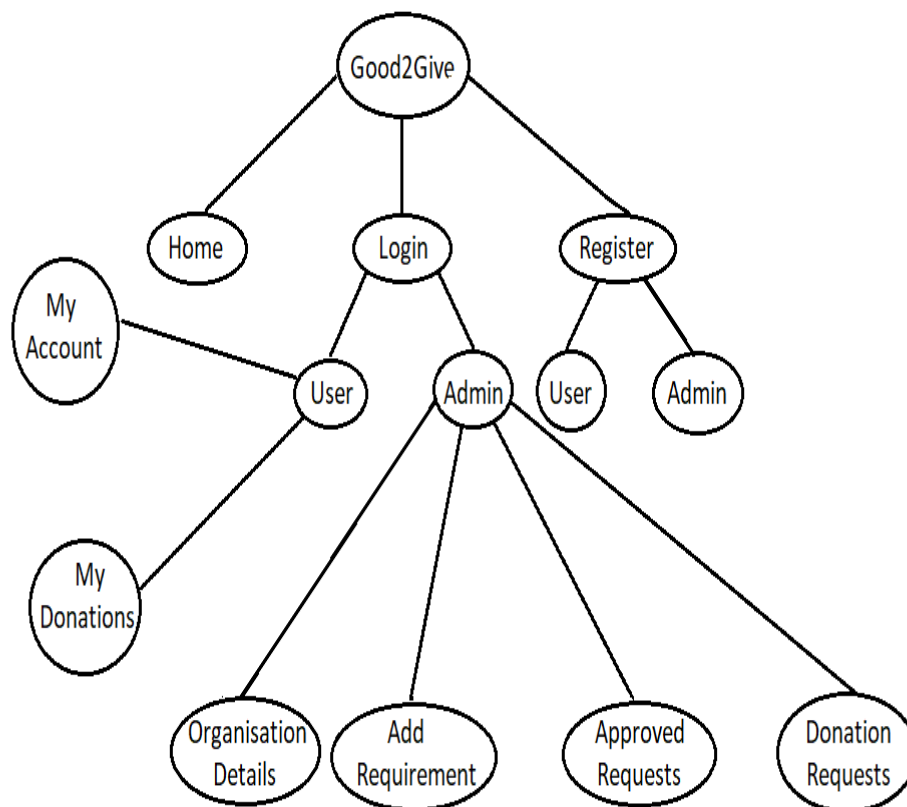 Good2Give
Home
Login
Register
My
Account
User
Admin
User
Admin
My
Donations
Organisation
Details
Add
Requirement
Approved
Requests
Donation
Requests